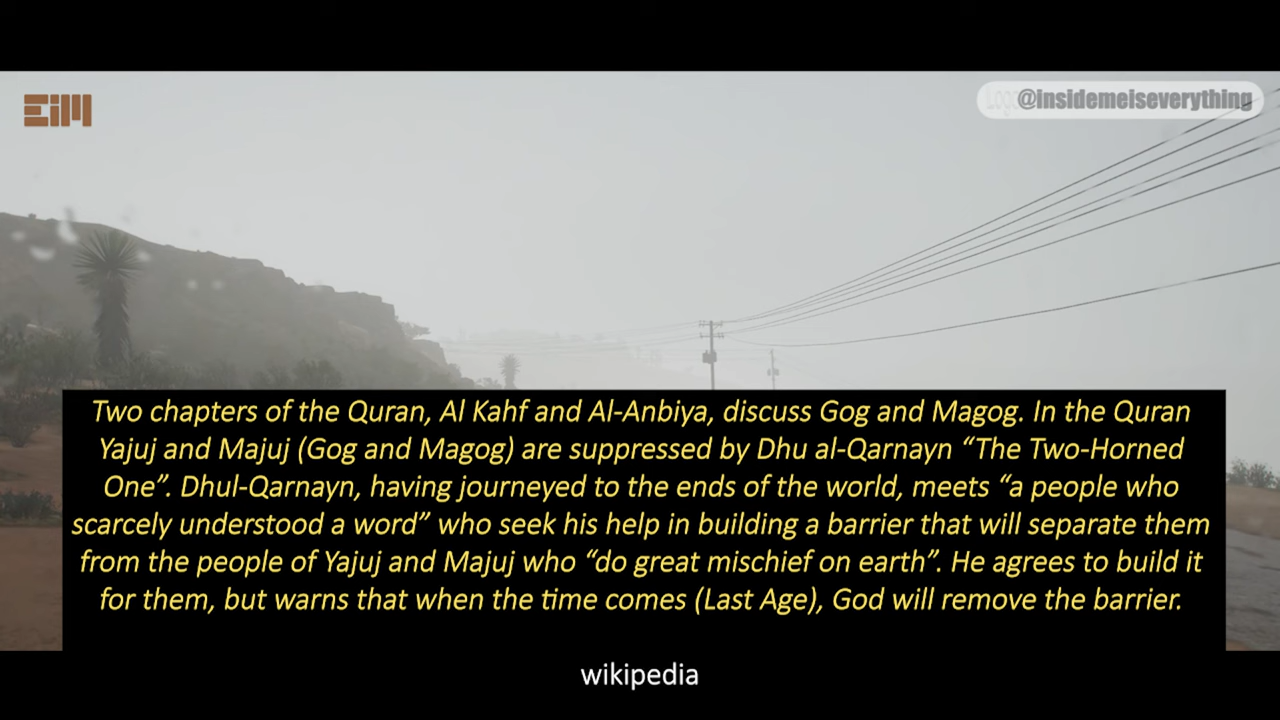 EiM
@insidemeiseverything
Two chapters of the Quran, Al Kahf and Al-Anbiya, discuss Gog and Magog. In the Quran
Yajuj and Majuj (Gog and Magog) are suppressed by Dhu al-Qarnayn “The Two-Horned
One”. Dhul-Qarnayn, having journeyed to the ends of the world, meets “a people who
scarcely understood a word” who seek his help in building a barrier that will separate them
from the people of Yajuj and Majuj who “do great mischief on earth”. He agrees to build it
for them, but warns that when the time comes (Last Age), God will remove the barrier.
wikipedia